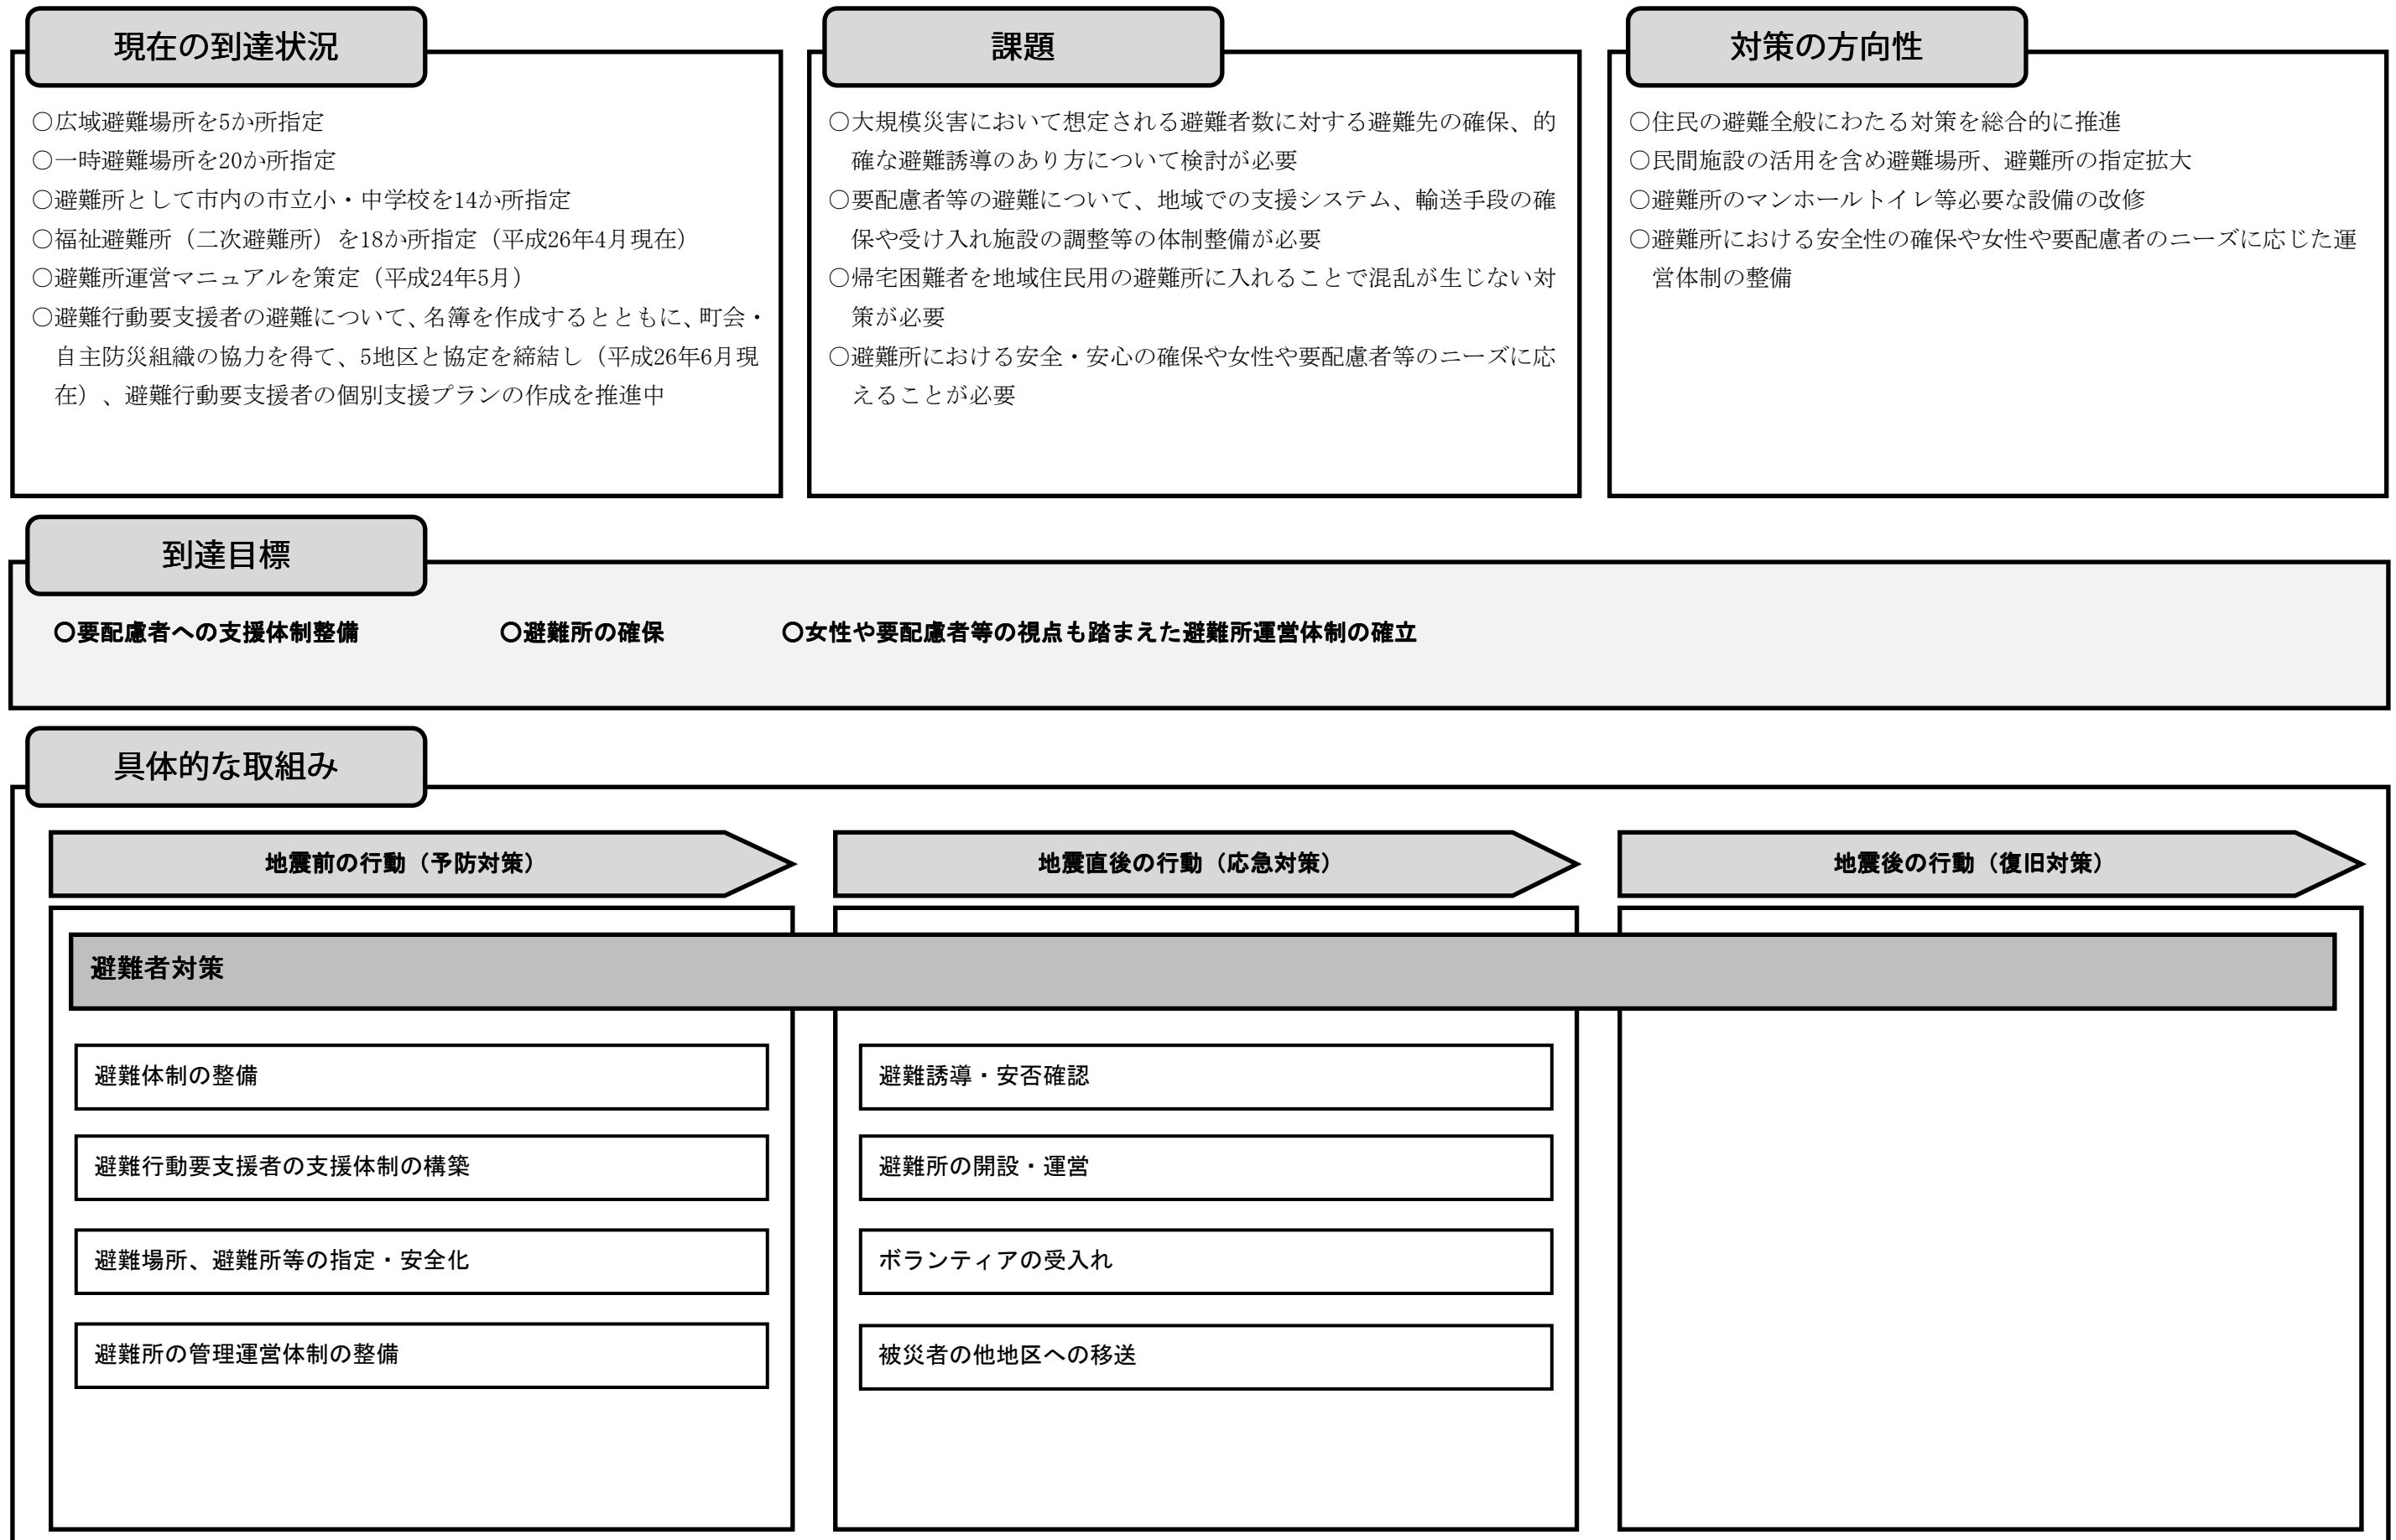 現在の到達状況
○広域避難場所を5か所指定
○一時避難場所を20か所指定
○避難所として市内の市立小・中学校を14か所指定
○福祉避難所（二次避難所）を18か所指定（平成26年4月現在）
○避難所運営マニュアルを策定（平成24年5月）
○避難行動要支援者の避難について、名簿を作成するとともに、町会・
自主防災組織の協力を得て、5地区と協定を締結し（平成26年6月現
在）、避難行動要支援者の個別支援プランの作成を推進中
課題
○大規模災害において想定される避難者数に対する避難先の確保、的
確な避難誘導のあり方について検討が必要
○要配慮者等の避難について、地域での支援システム、輸送手段の確
保や受け入れ施設の調整等の体制整備が必要
○帰宅困難者を地域住民用の避難所に入れることで混乱が生じない対
策が必要
○避難所における安全・安心の確保や女性や要配慮者等のニーズに応
えることが必要
対策の方向性
○住民の避難全般にわたる対策を総合的に推進
○民間施設の活用を含め避難場所、避難所の指定拡大
○避難所のマンホールトイレ等必要な設備の改修
○避難所における安全性の確保や女性や要配慮者のニーズに応じた運
営体制の整備
到達目標
○要配慮者への支援体制整備
○避難所の確保
○女性や要配慮者等の視点も踏まえた避難所運営体制の確立
具体的な取組み
地震前の行動（予防対策）
地震直後の行動（応急対策）
地震後の行動（復旧対策）
避難者対策
避難体制の整備
避難行動要支援者の支援体制の構築
避難場所、避難所等の指定・安全化
避難所の管理運営体制の整備
避難誘導・安否確認
避難所の開設・運営
ボランティアの受入れ
被災者の他地区への移送